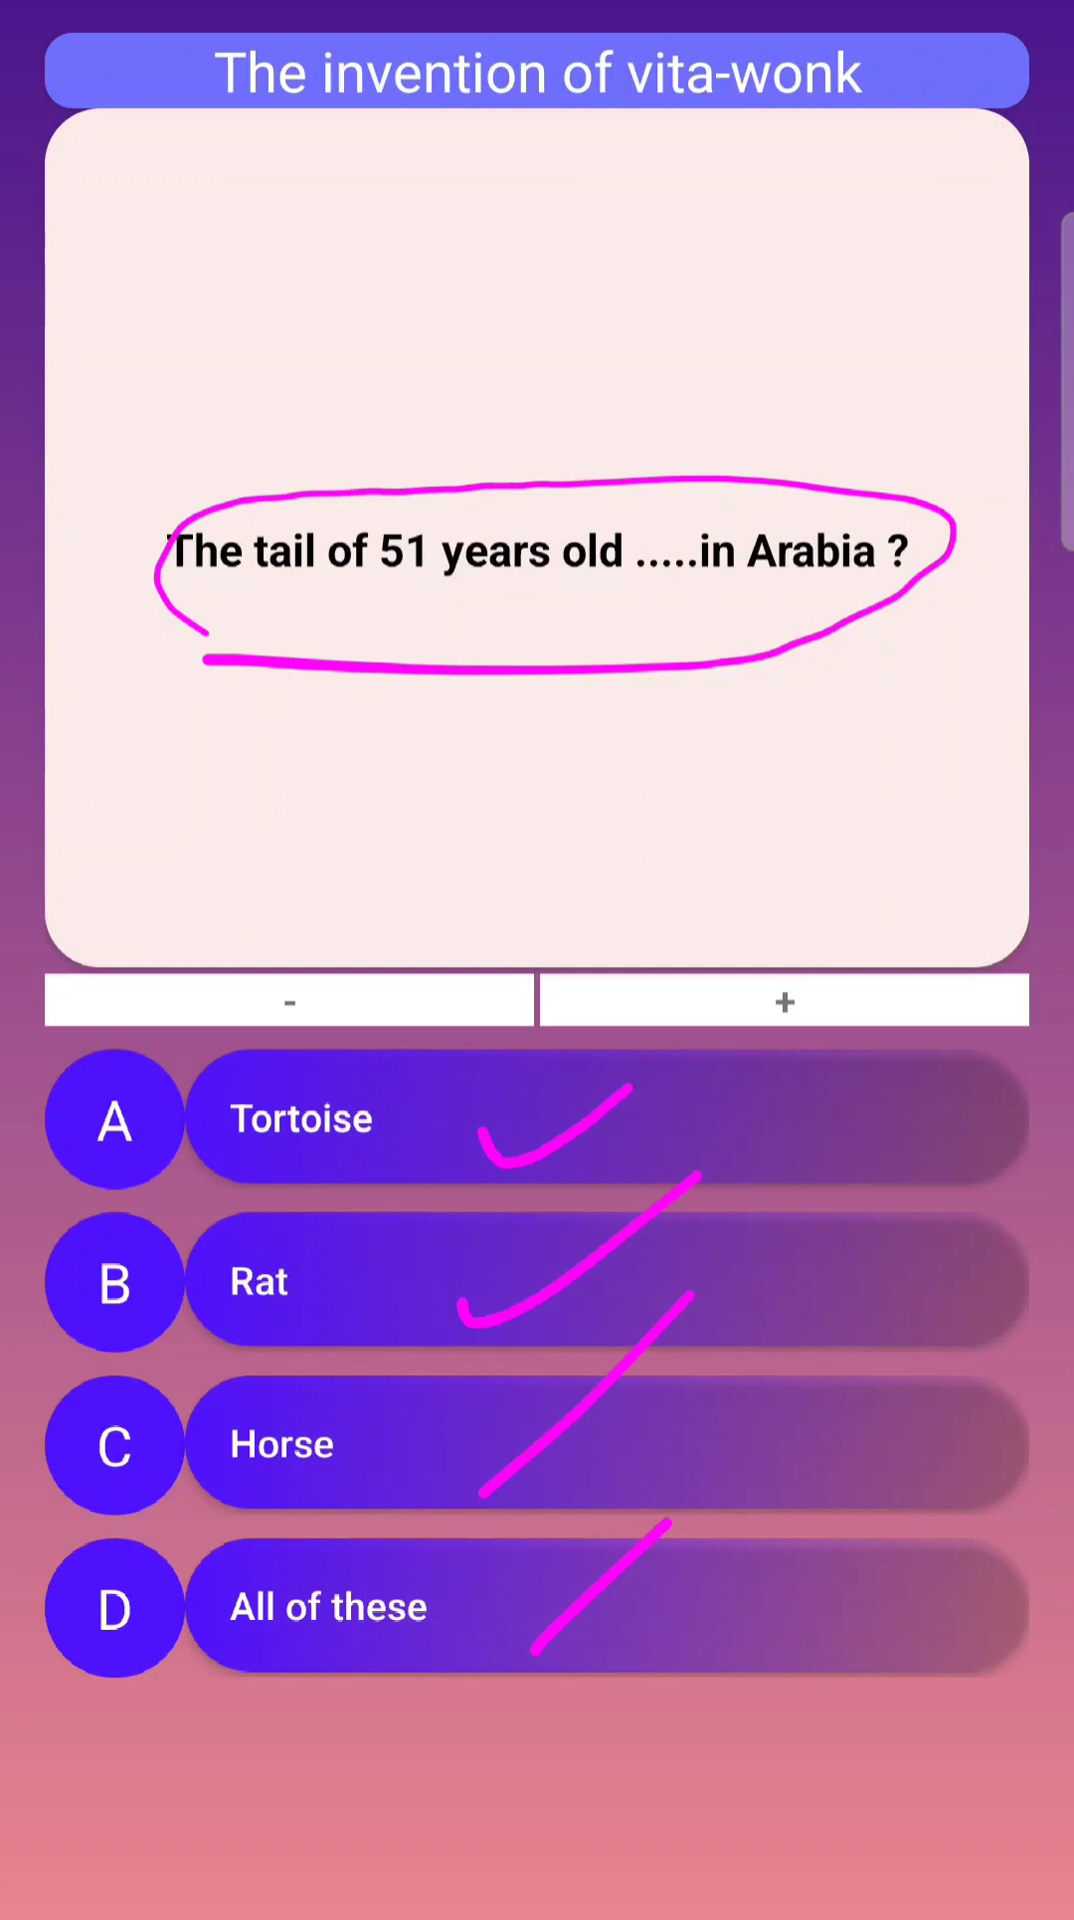 The invention of vita-wonk
The tail of 51 years old .....in Arabia ?
-
+
A
Tortoise
B
Rat
C
Horse
D
All of these